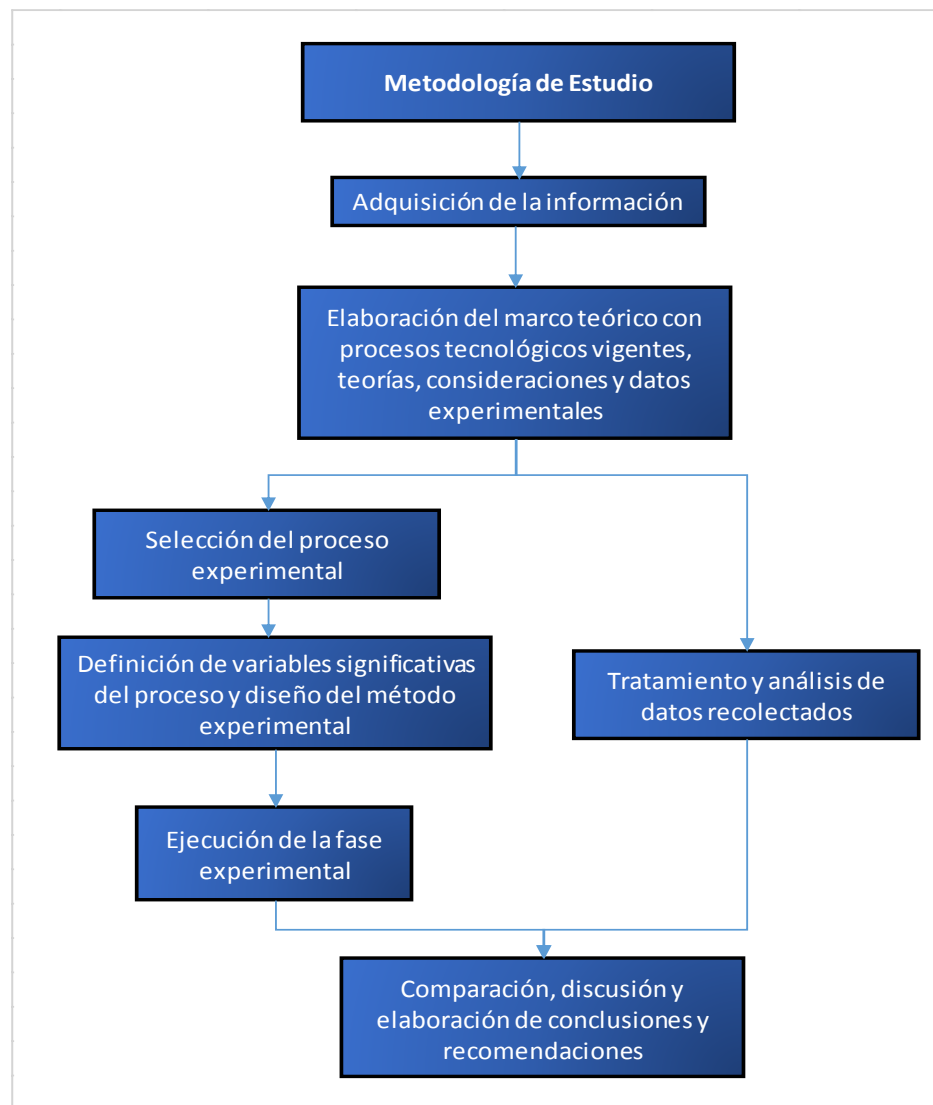 Metodología de Estudio
Adquisición de la información
Elaboración del marco teórico con
procesos tecnológicos vigentes,
teorías, consideraciones y datos
experimentales
Selección del proceso
experimental
Definición de variables significativas
del proceso y diseño del método
experimental
Tratamiento y análisis de
datos recolectados
Ejecución de la fase
experimental
Comparación, discusión y
elaboración de conclusiones y
recomendaciones